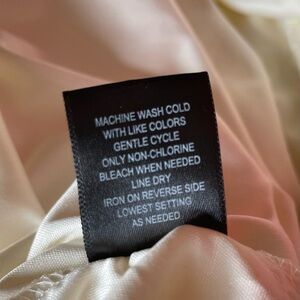 MACHINE WASH COLD
WITH LIKE COLORS
GENTLE CYCLE
ONLY NON-CHLORINE
BLEACH WHEN NEEDED
LINE DRY
IRON ON REVERSE SIDE
LOWEST SETTING
AS NEEDED